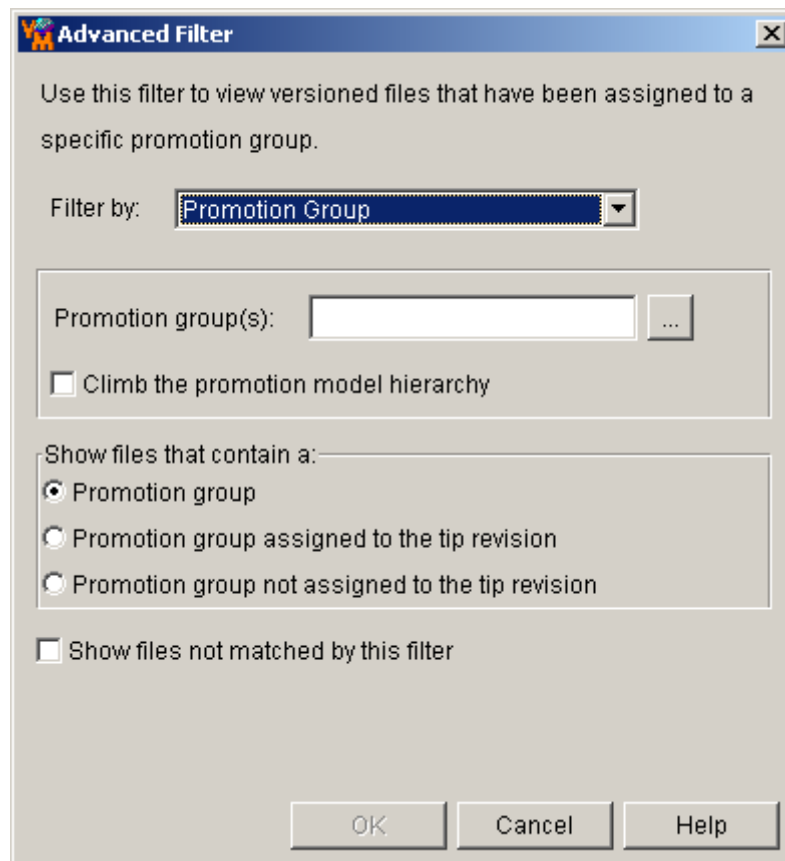 VM Advanced Filter
Use this filter to view versioned files that have been assigned to a
specific promotion group.
Filter by: Promotion Group
Promotion group(s): ...
Climb the promotion model hierarchy
Show files that contain a:
Promotion group
Promotion group assigned to the tip revision
Promotion group not assigned to the tip revision
Show files not matched by this filter
OK Cancel Help